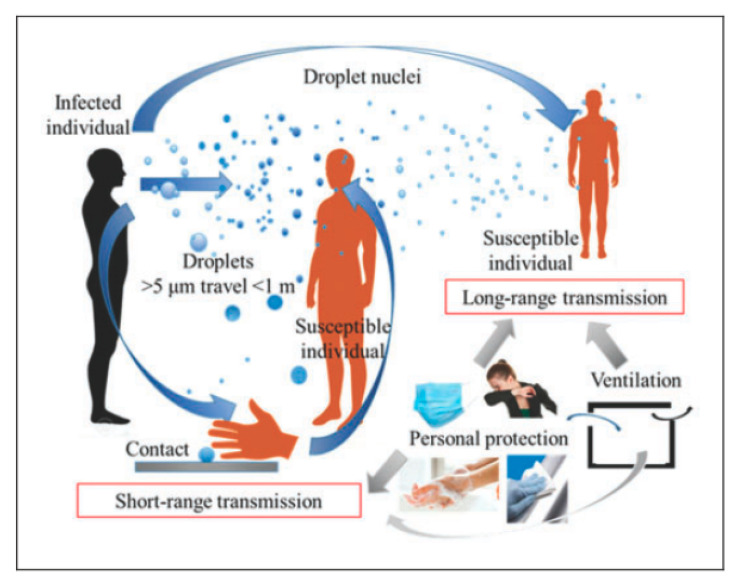 Droplet nuclei
Infected
individual
Droplets
>5 μm travel <1 m
Susceptible
individual
Susceptible
individual
Long-range transmission
Ventilation
Personal protection
Contact
Short-range transmission